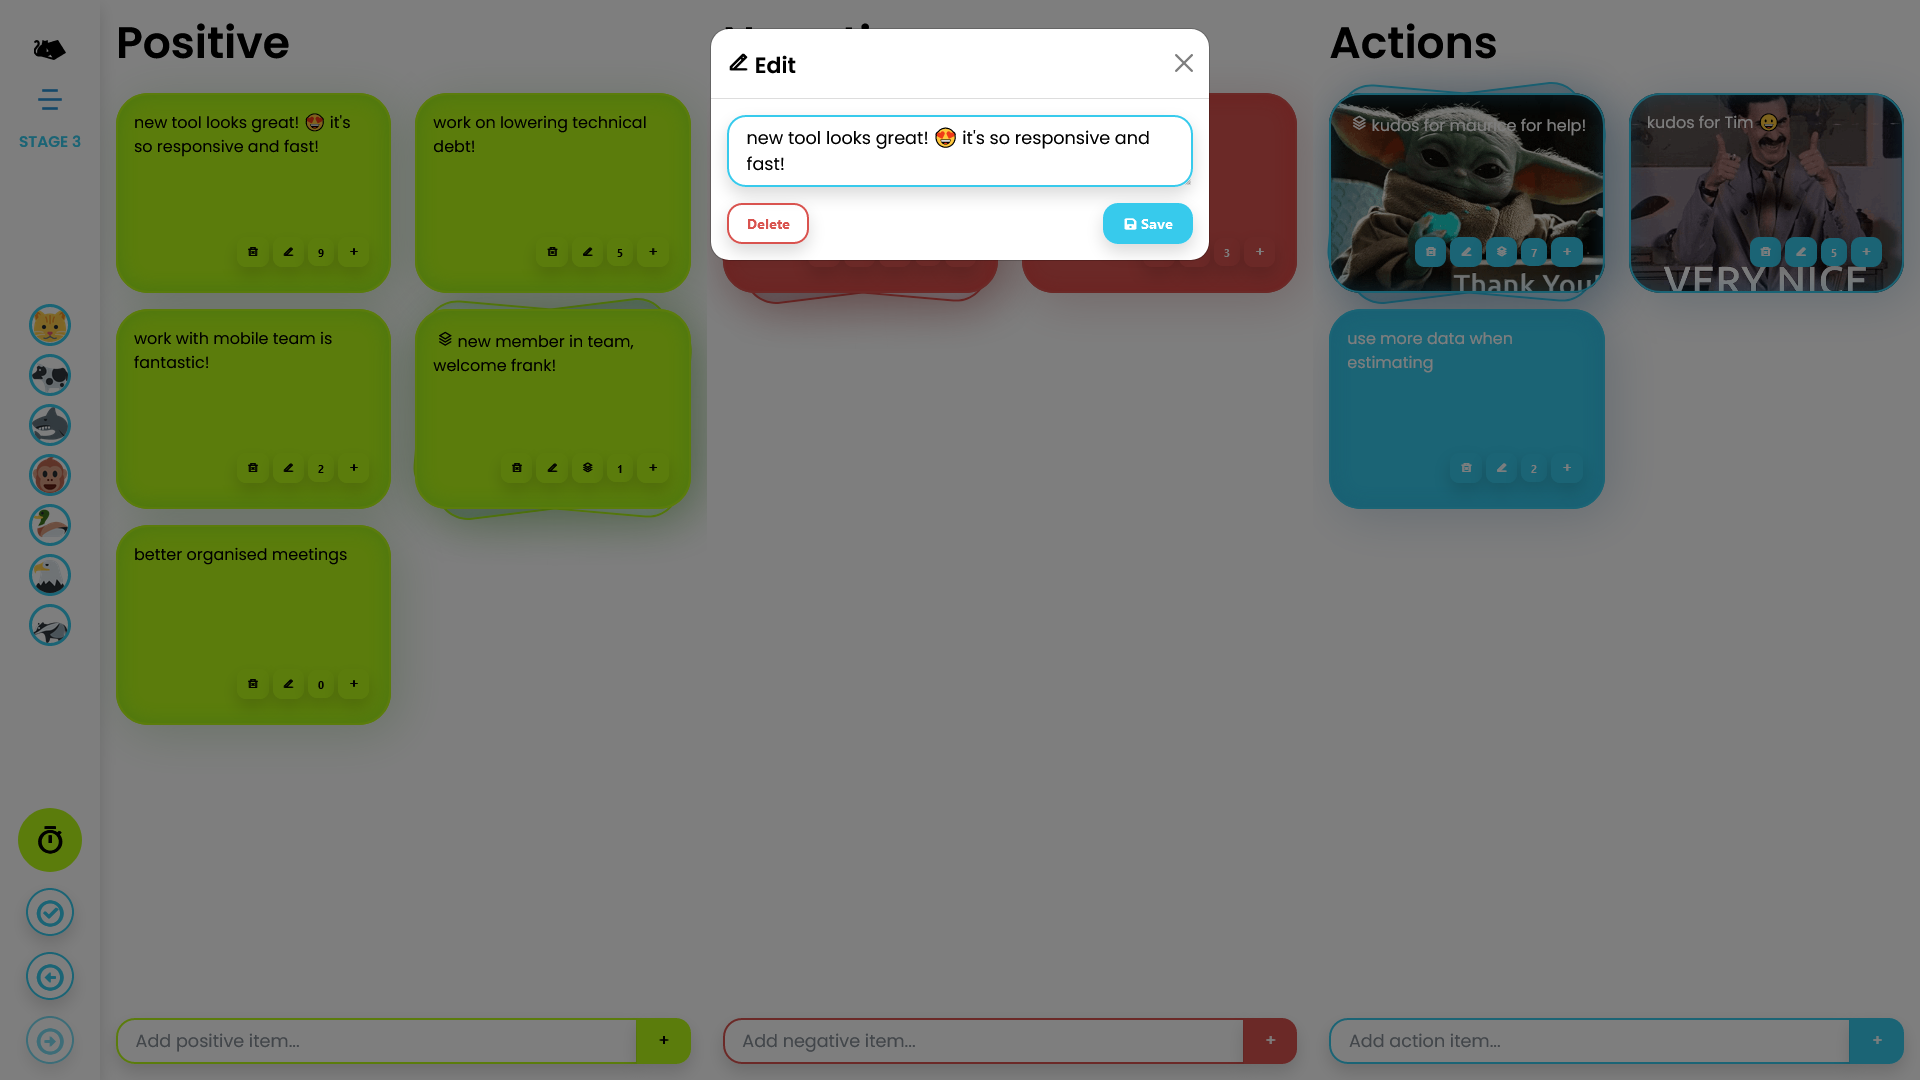 Positive
Actions
STAGE 3
Edit
new tool looks great! 😍 it's so responsive and
fast!
Delete
Save
new tool looks great! 😍 it's
so responsive and fast!
9
work on lowering technical
debt!
5
work with mobile team is
fantastic!
2
new member in team,
welcome frank!
1
better organised meetings
0
3
kudos for maurice for help!
7
Thank You!
kudos for Tim 😀
5
VERY NICE
use more data when
estimating
2
Add positive item...
+
Add negative item...
+
Add action item...
+